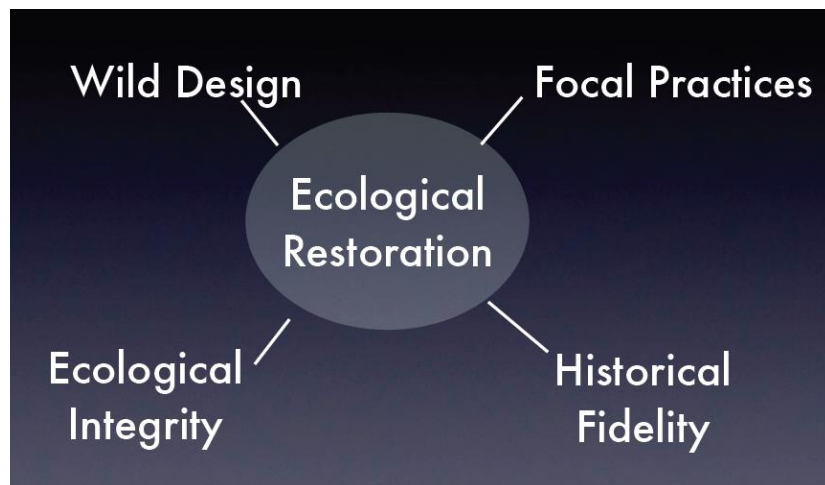 Wild Design
Focal Practices
Ecological
Restoration
Ecological
Integrity
Historical
Fidelity